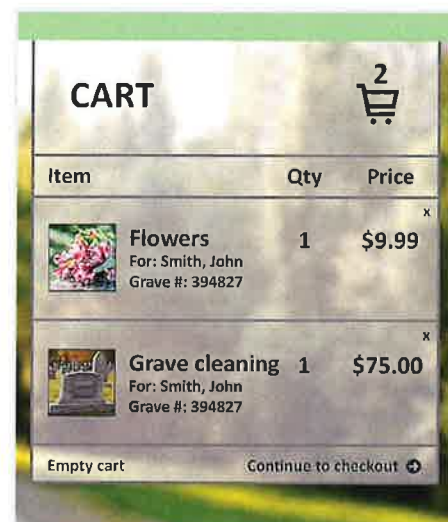 CART
2
Item Qty Price
x
Flowers 1 $9.99
For: Smith, John
Grave #: 394827
x
Grave cleaning 1 $75.00
For: Smith, John
Grave #: 394827
Empty cart Continue to checkout